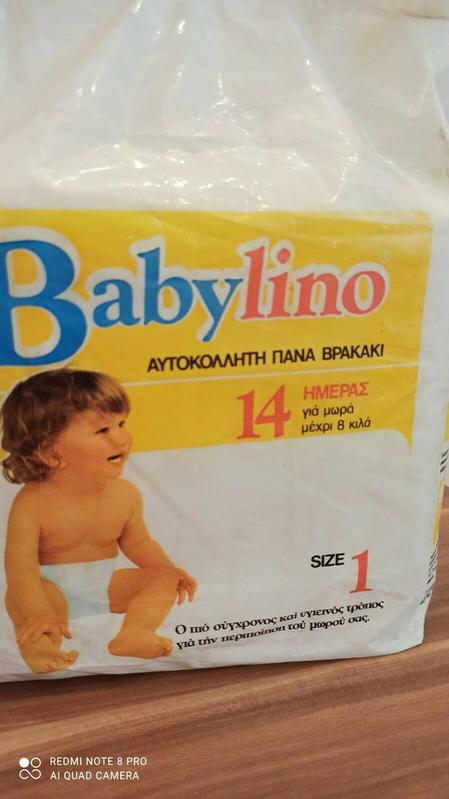 Babylino®
ΑΥΤΟΚΟΛΛΗΤΗ ΠΑΝΑ ΒΡΑΚΑΚΙ
14 ΗΜΕΡΑΣ
γιά μωρά
μέχρι 8 κιλά
SIZE 1
Ο πιό σύγχρονος καί υγιεινός τρόπος
γιά τήν περιποίηση τού μωρού σας.
REDMI NOTE 8 PRO
AI QUAD CAMERA